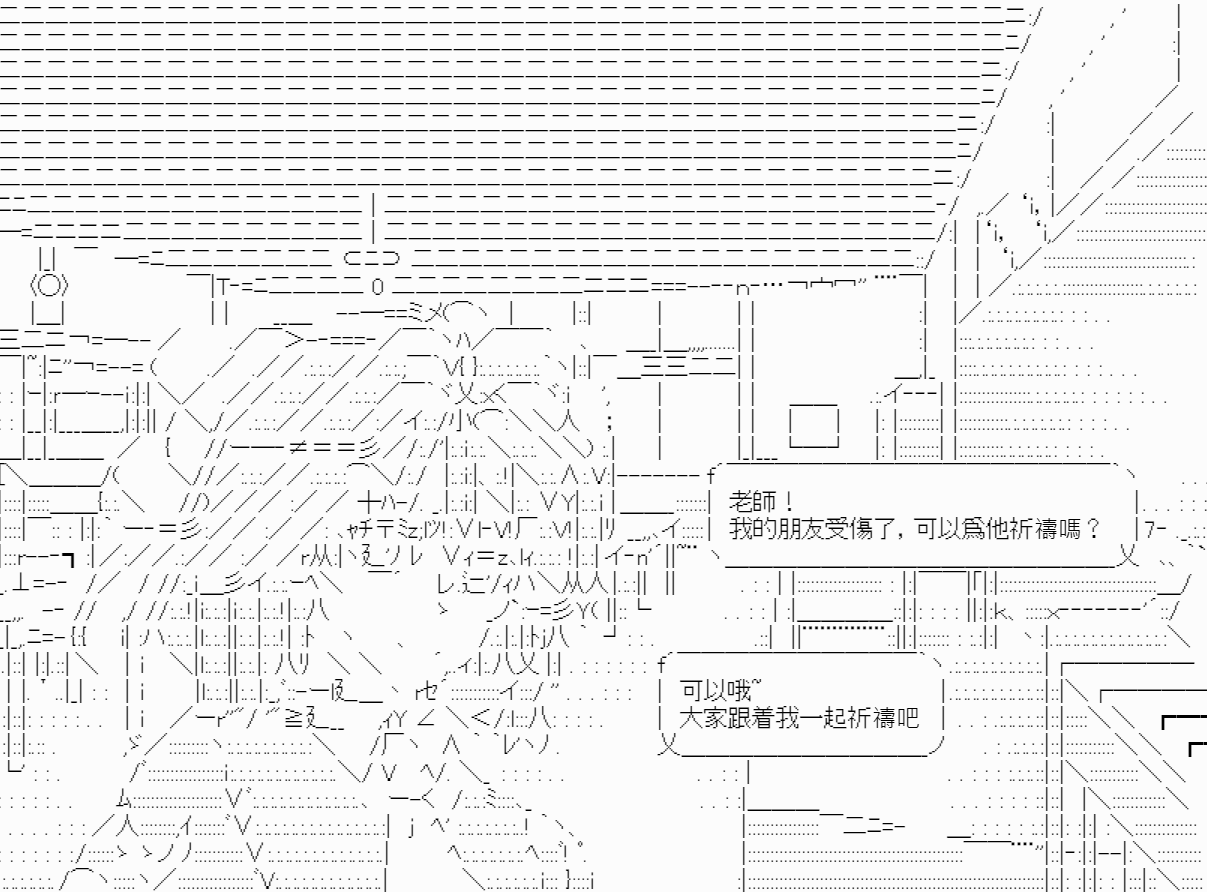 老師！
我的朋友受傷了，可以爲他祈禱嗎？
可以哦~
大家跟着我一起祈禱吧